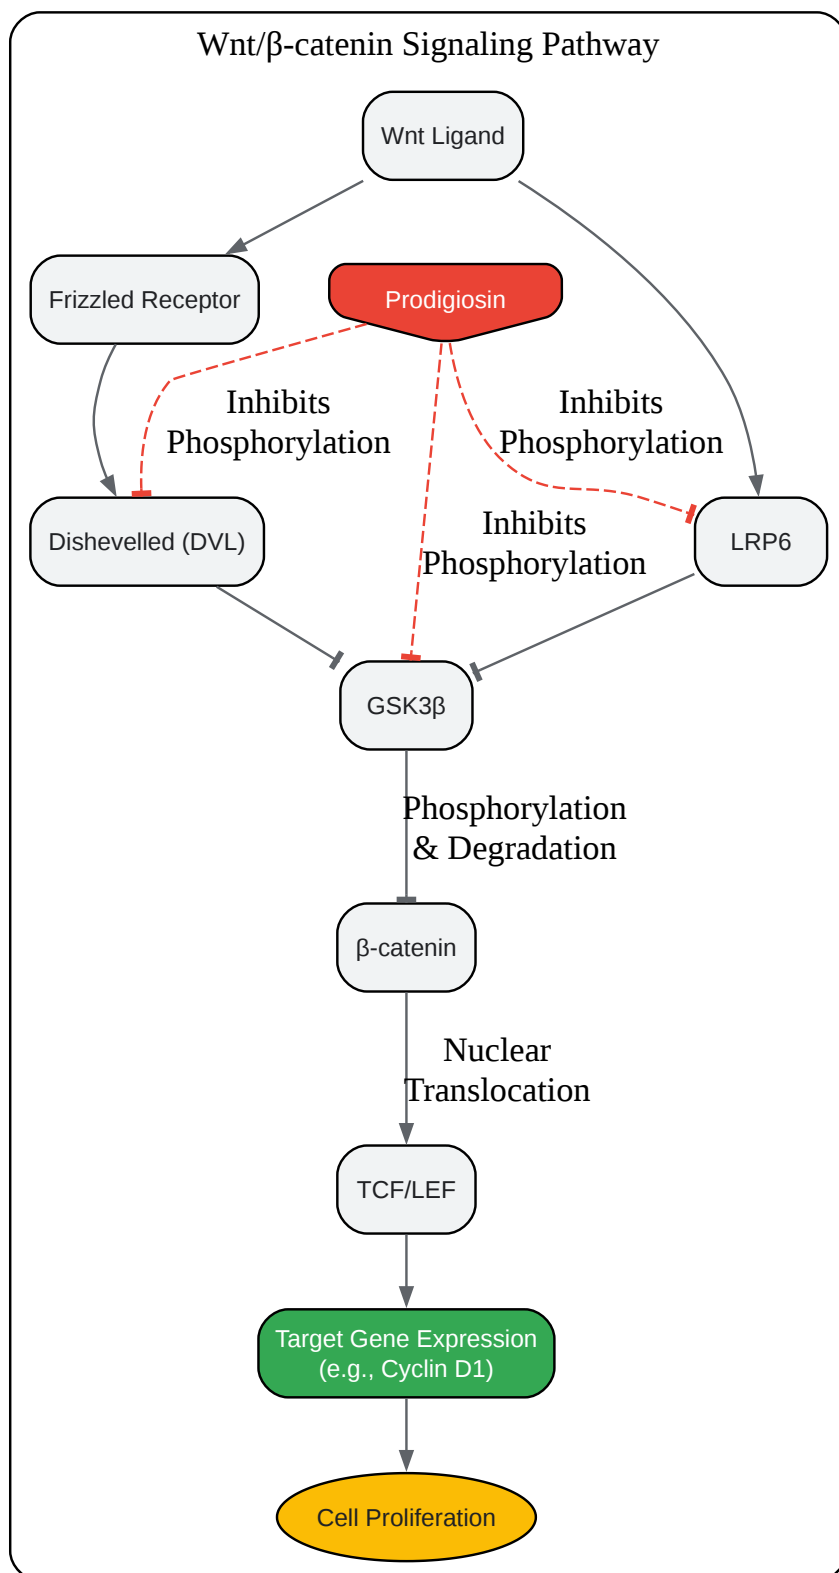 Wnt/β-catenin Signaling Pathway
Wnt Ligand
Frizzled Receptor
Prodigiosin
Inhibits
Phosphorylation
Inhibits
Phosphorylation
Inhibits
Phosphorylation
Dishevelled (DVL)
LRP6
GSK3β
Phosphorylation
& Degradation
β-catenin
Nuclear
Translocation
TCF/LEF
Target Gene Expression
(e.g., Cyclin D1)
Cell Proliferation